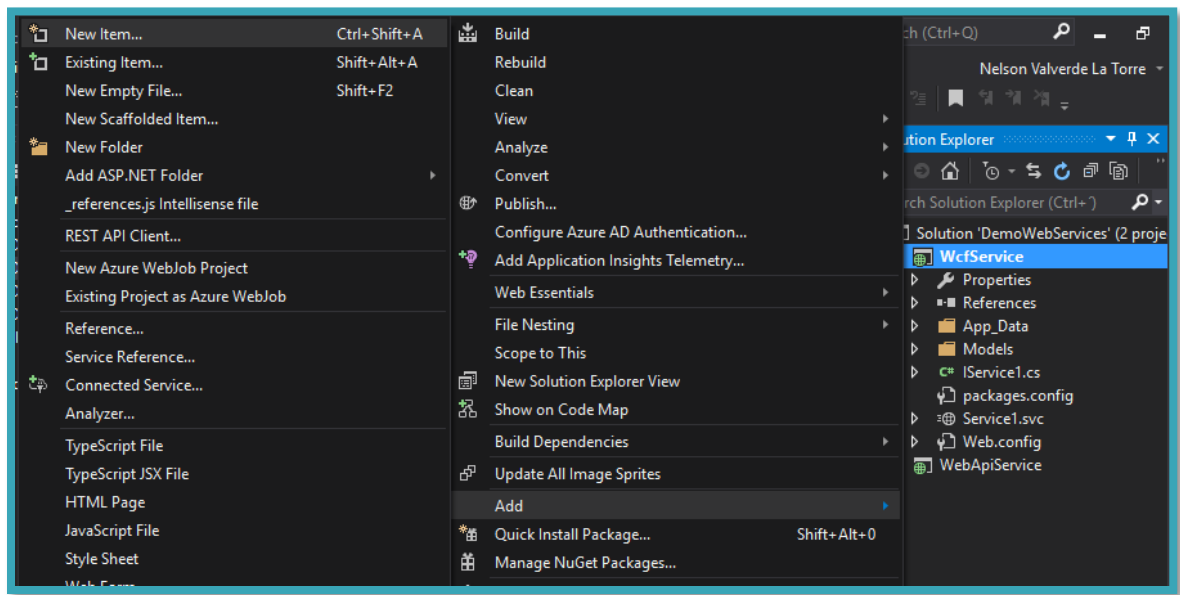 New Item... Ctrl+Shift+A
Existing Item... Shift+Alt+A
New Empty File... Shift+F2
New Scaffolded Item...
New Folder
Add ASP.NET Folder
_references.js Intellisense file
REST API Client...
New Azure WebJob Project
Existing Project as Azure WebJob
Reference...
Service Reference...
Connected Service...
Analyzer...
TypeScript File
TypeScript JSX File
HTML Page
JavaScript File
Style Sheet
Web Form
Build
Rebuild
Clean
View
Analyze
Convert
Publish...
Configure Azure AD Authentication...
Add Application Insights Telemetry...
Web Essentials
File Nesting
Scope to This
New Solution Explorer View
Show on Code Map
Build Dependencies
Update All Image Sprites
Add
Quick Install Package... Shift+Alt+0
Manage NuGet Packages...
ch (Ctrl+Q)
Nelson Valverde La Torre
ution Explorer
rch Solution Explorer (Ctrl+´)
Solution 'DemoWebServices' (2 proje
WcfService
Properties
References
App_Data
Models
C# IService1.cs
packages.config
Service1.svc
Web.config
WebApiService